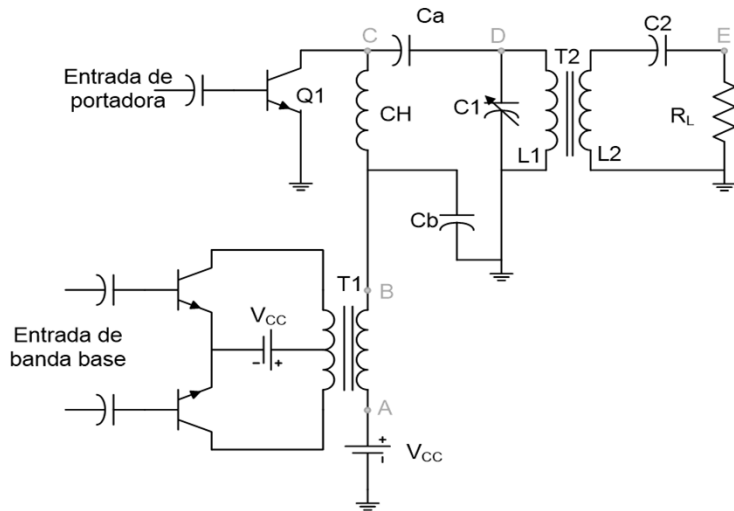 C
Ca
D
T2
C2
E
Entrada de
portadora
Q1
CH
C1
L1
L2
RL
Cb
T1
B
VCC
- +
Entrada de
banda base
A
+
-
VCC